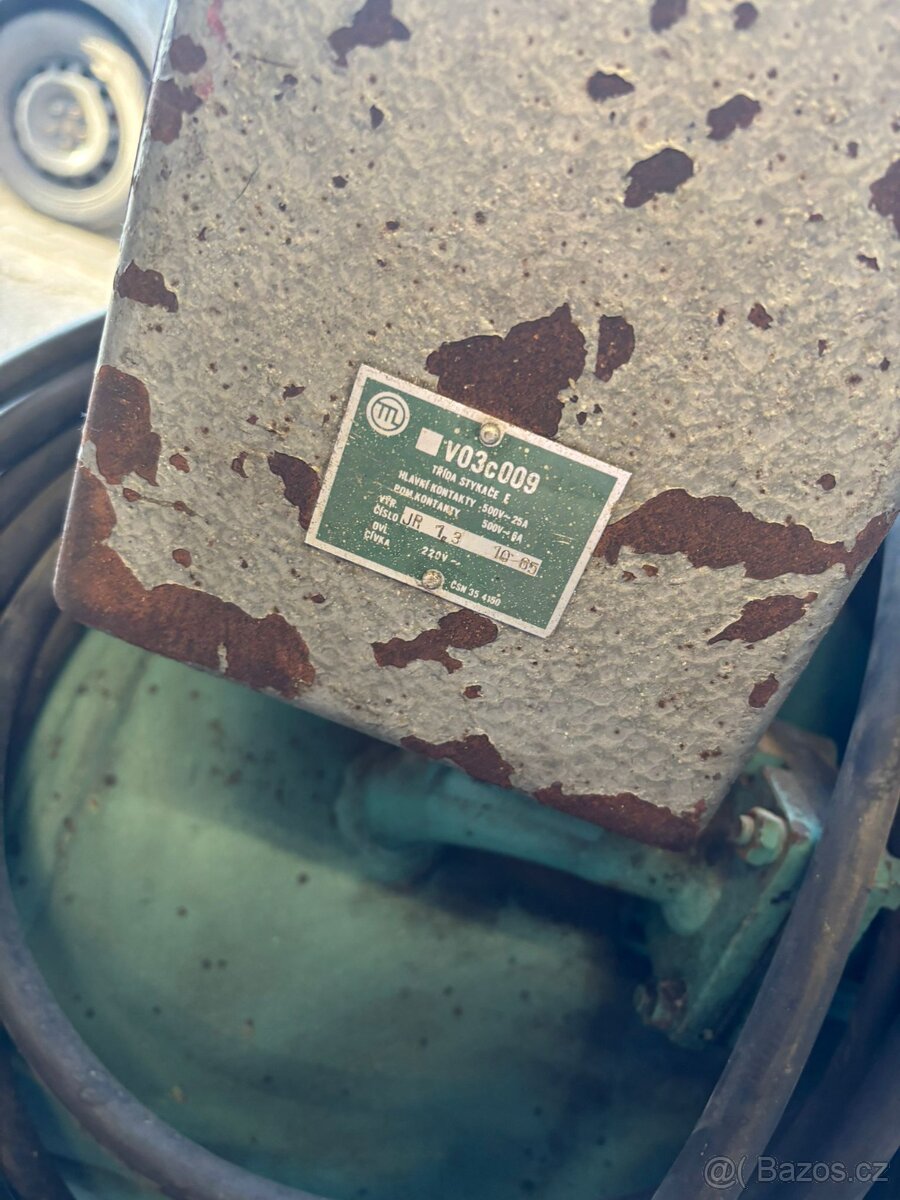 m
V03c009
TŘÍDA STYKAČE E
HLAVNÍ KONTAKTY :500V~25A
POM.KONTAKTY 500V~6A
VÝR.
ČÍSLO JR 1,3 10-65
OVL.
CÍVKA 220V ~
ČSN 35 4150
@( Bazos.cz